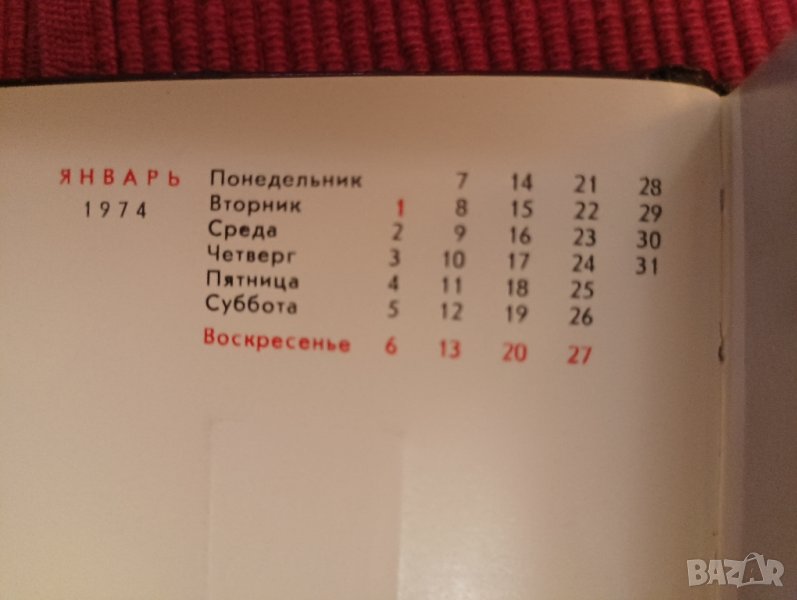 ЯНВАРЬ
1974
Понедельник 7 14 21 28
Вторник 1 8 15 22 29
Среда 2 9 16 23 30
Четверг 3 10 17 24 31
Пятница 4 11 18 25
Суббота 5 12 19 26
Воскресенье 6 13 20 27
BAZAR